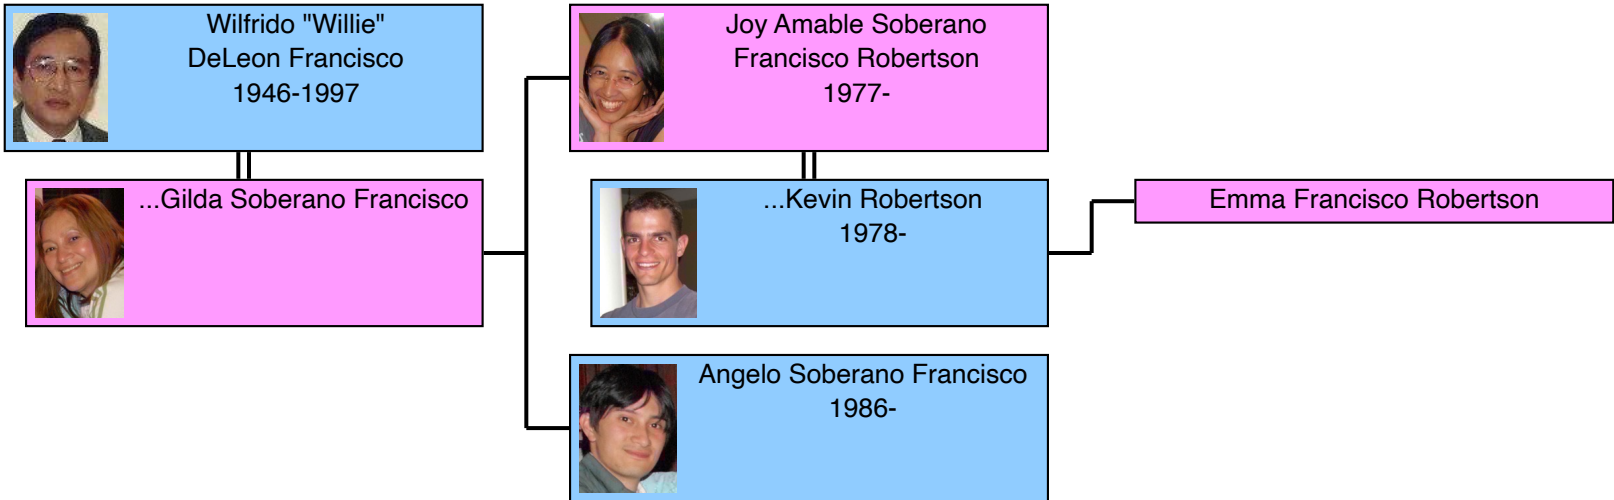 Wilfrido "Willie"
DeLeon Francisco
1946-1997
...Gilda Soberano Francisco
Joy Amable Soberano
Francisco Robertson
1977-
...Kevin Robertson
1978-
Angelo Soberano Francisco
1986-
Emma Francisco Robertson